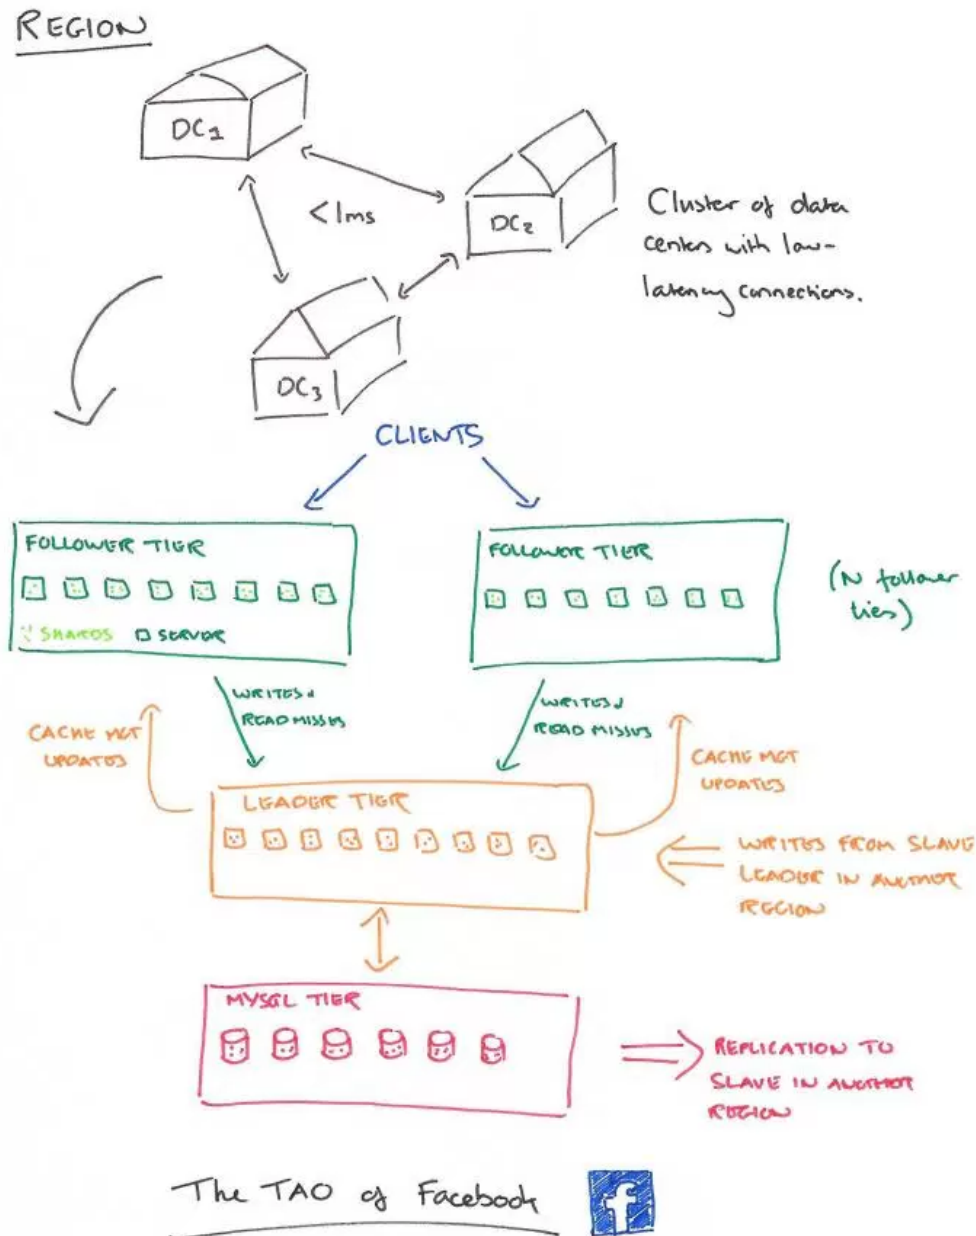 REGION
DC1
<1ms
DC2
Cluster of data
centers with low-
latency connections.
DC3
CLIENTS
FOLLOWER TIER
SHARDS SERVER
FOLLOWER TIER
(N follower
tiers)
WRITES &
READ MISSES
WRITES &
READ MISSES
CACHE MGT
UPDATES
CACHE MGT
UPDATES
LEADER TIER
WRITES FROM SLAVE
LEADER IN ANOTHER
REGION
MYSQL TIER
REPLICATION TO
SLAVE IN ANOTHER
REGION
The TAO of Facebook
f